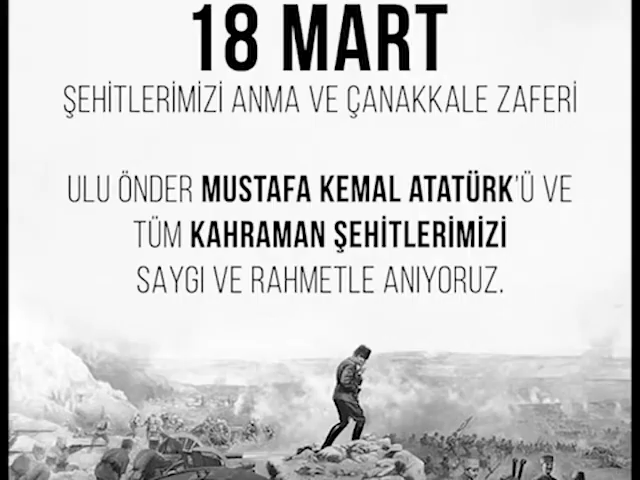 18 MART
ŞEHİTLERİMİZİ ANMA VE ÇANAKKALE ZAFERİ
ULU ÖNDER MUSTAFA KEMAL ATATÜRK'Ü VE
TÜM KAHRAMAN ŞEHİTLERİMİZİ
SAYGI VE RAHMETLE ANIYORUZ.